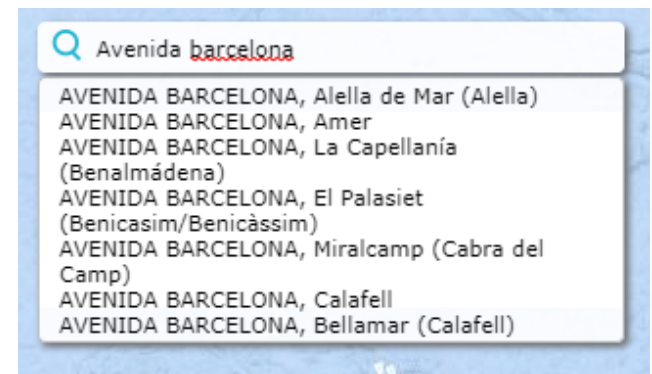 Avenida barcelona
AVENIDA BARCELONA, Alella de Mar (Alella)
AVENIDA BARCELONA, Amer
AVENIDA BARCELONA, La Capellanía
(Benalmádena)
AVENIDA BARCELONA, El Palasiet
(Benicasim/Benicàssim)
AVENIDA BARCELONA, Miralcamp (Cabra del
Camp)
AVENIDA BARCELONA, Calafell
AVENIDA BARCELONA, Bellamar (Calafell)